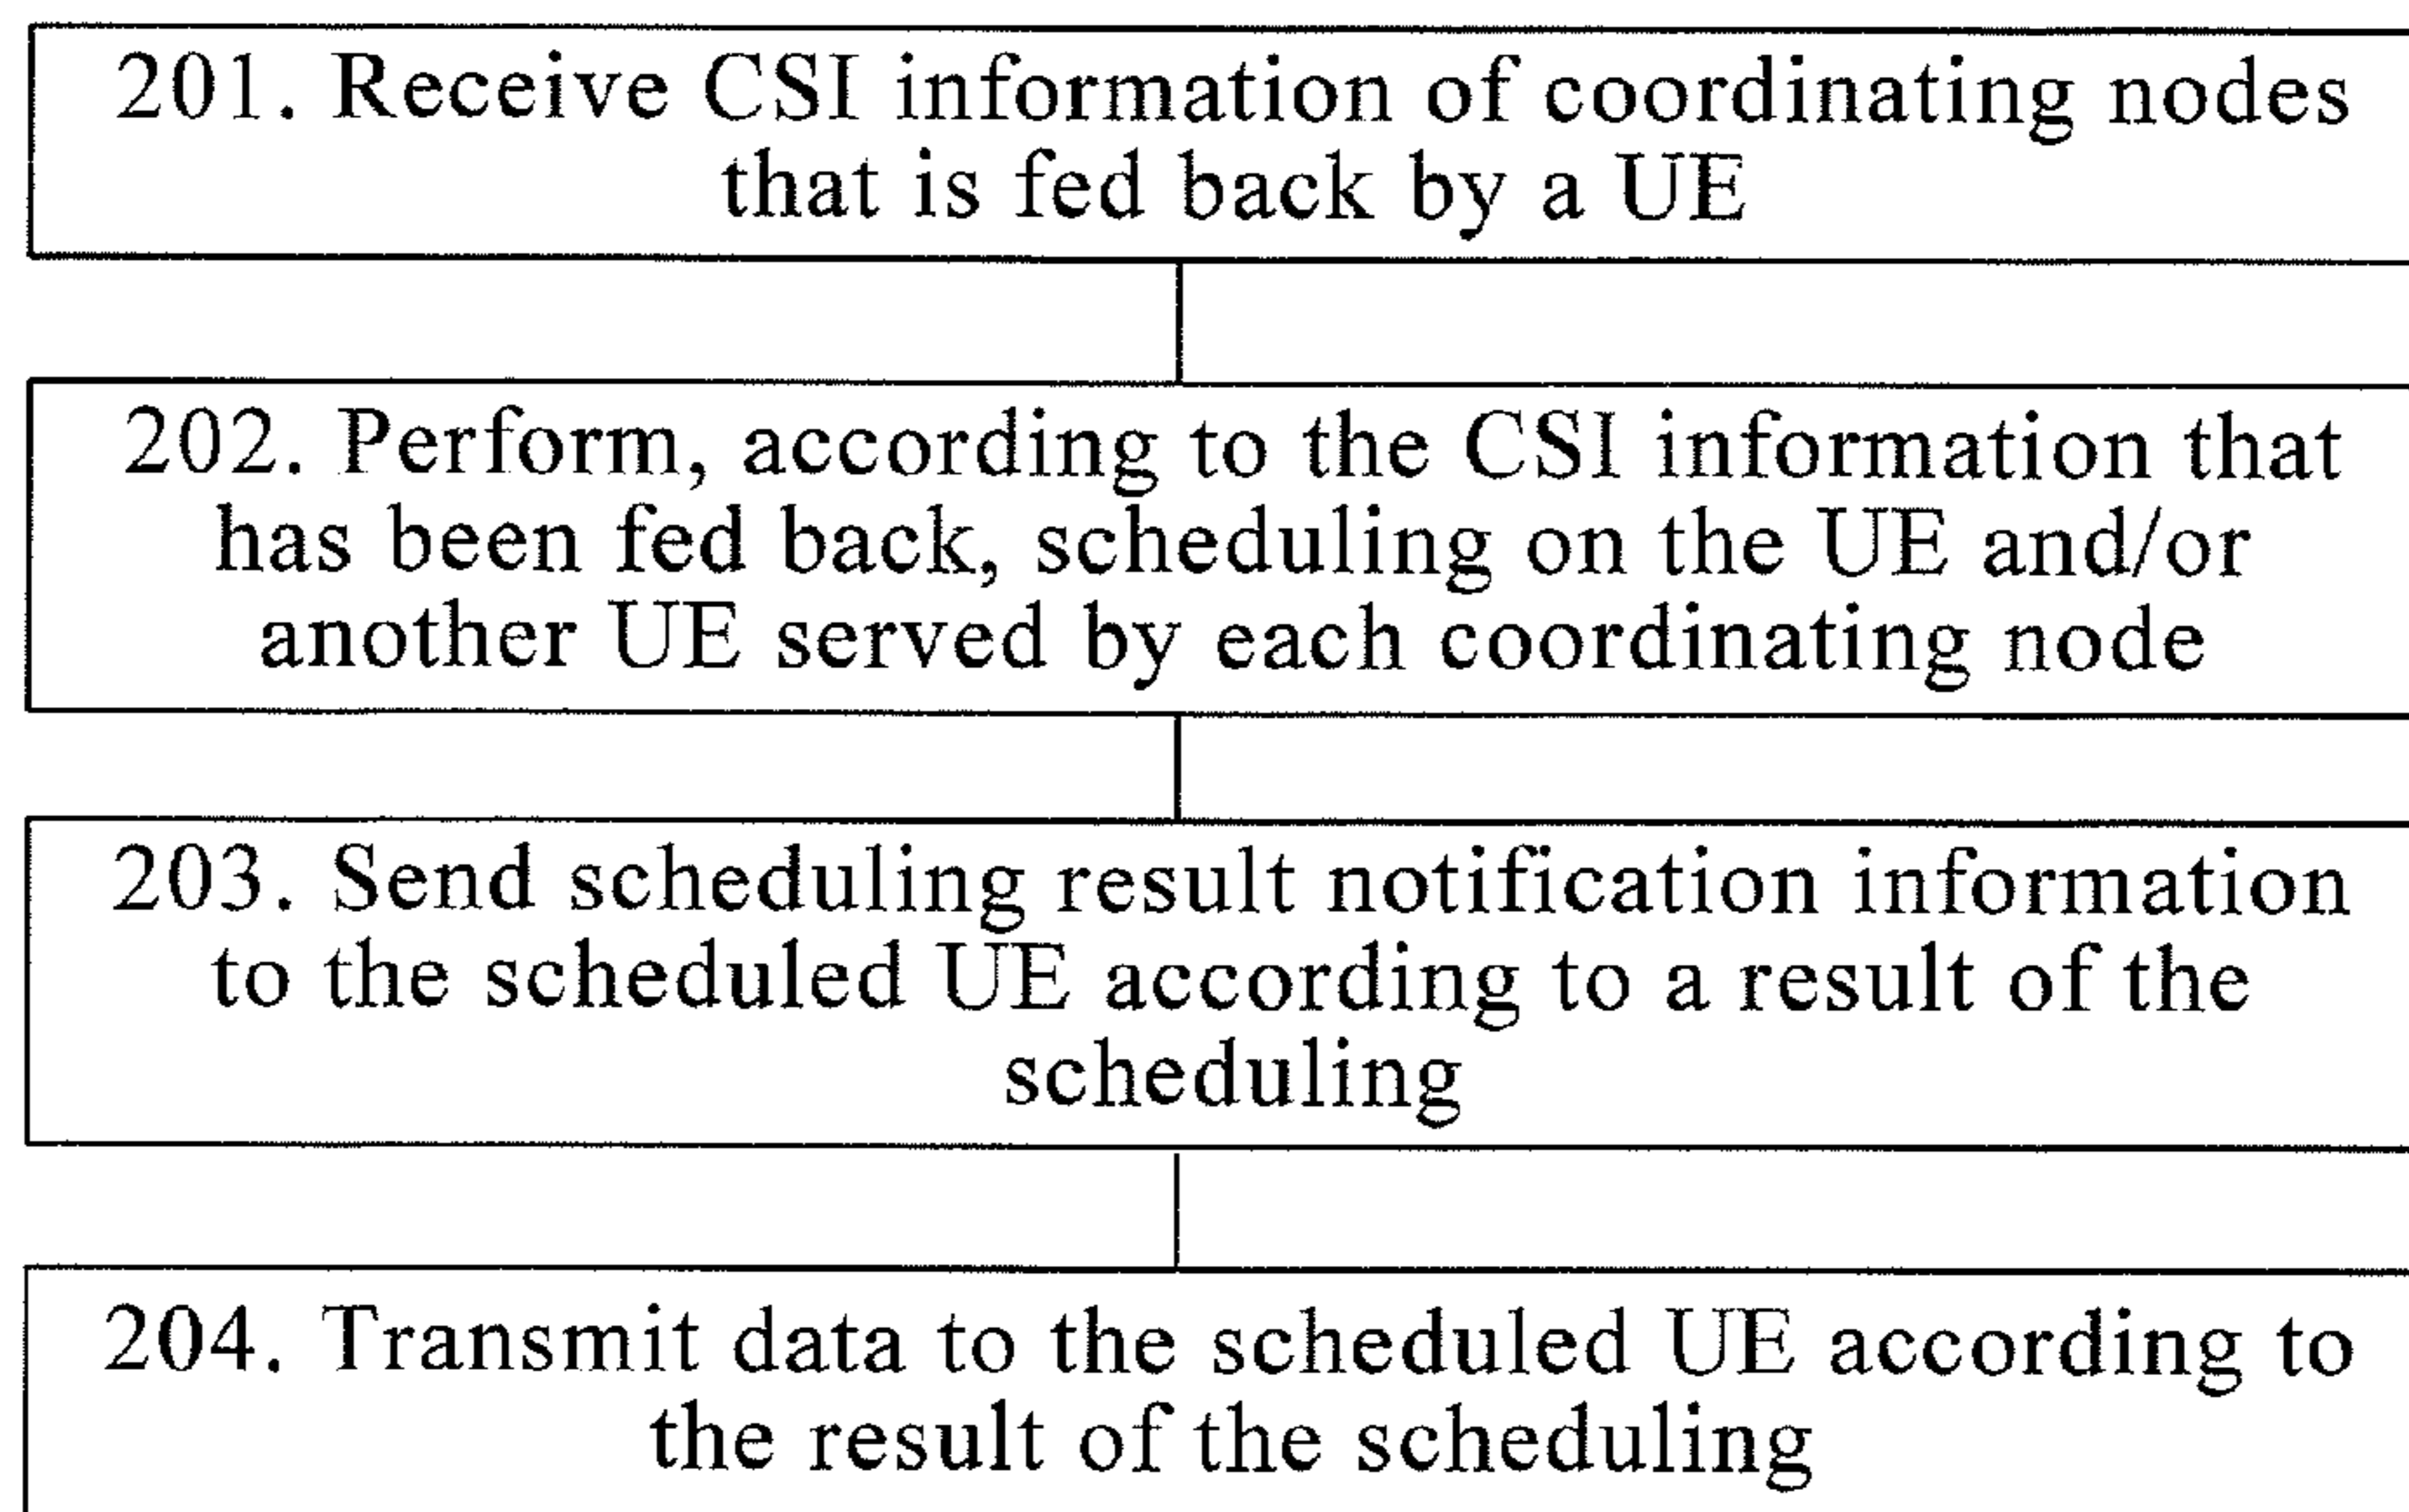 201. Receive CSI information of coordinating nodes
that is fed back by a UE
202. Perform, according to the CSI information that
has been fed back, scheduling on the UE and/or
another UE served by each coordinating node
203. Send scheduling result notification information
to the scheduled UE according to a result of the
scheduling
204. Transmit data to the scheduled UE according to
the result of the scheduling